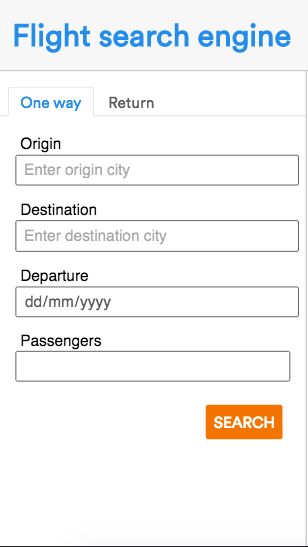 Flight search engine
One way
Return
Origin
Enter origin city
Destination
Enter destination city
Departure
dd/mm/yyyy
Passengers
SEARCH